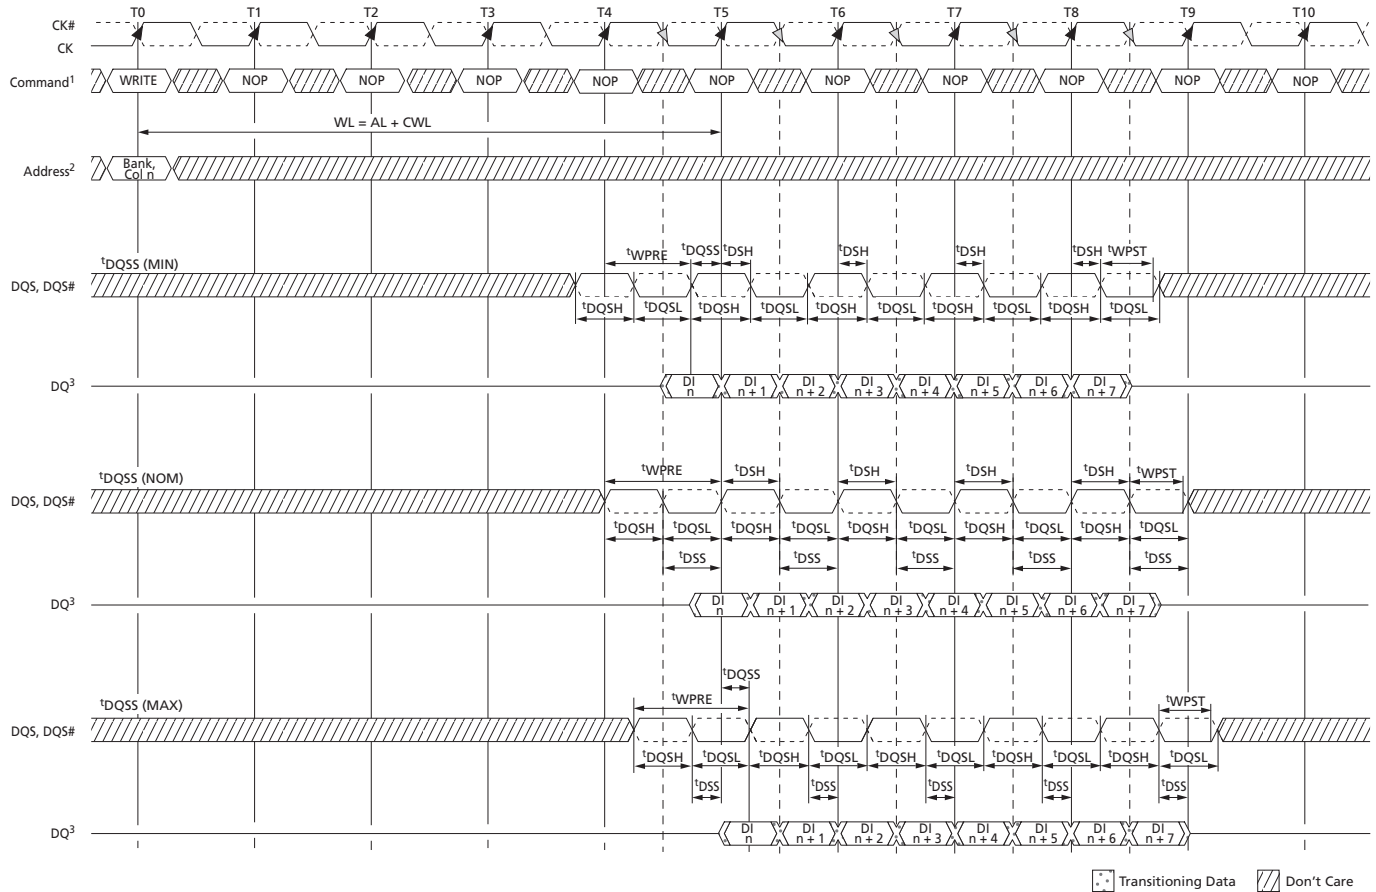 T0 T1 T2 T3 T4 T5 T6 T7 T8 T9 T10
CK#
CK
Command¹ WRITE NOP NOP NOP NOP NOP NOP NOP NOP NOP NOP
WL = AL + CWL
Address² Bank,
Col n
tWPRE tDQSS tDSH tDSH tDSH tDSH tWPST
tDQSS (MIN)
DQS, DQS#
tDQSH tDQSL tDQSH tDQSL tDQSH tDQSL tDQSH tDQSL tDQSH tDQSL
DQ³
DI DI DI DI DI DI DI DI
n n + 1 n + 2 n + 3 n + 4 n + 5 n + 6 n + 7
tDQSS (NOM)
tWPRE tDSH tDSH tDSH tDSH tWPST
DQS, DQS#
tDQSH tDQSL tDQSH tDQSL tDQSH tDQSL tDQSH tDQSL tDQSH tDQSL
tDSS tDSS tDSS tDSS tDSS
DQ³
DI DI DI DI DI DI DI DI
n n + 1 n + 2 n + 3 n + 4 n + 5 n + 6 n + 7
tDQSS
tDQSS (MAX)
tWPRE tWPST
DQS, DQS#
tDQSH tDQSL tDQSH tDQSL tDQSH tDQSL tDQSH tDQSL tDQSH tDQSL
tDSS tDSS tDSS tDSS tDSS
DQ³
DI DI DI DI DI DI DI DI
n n + 1 n + 2 n + 3 n + 4 n + 5 n + 6 n + 7
Transitioning Data Don't Care